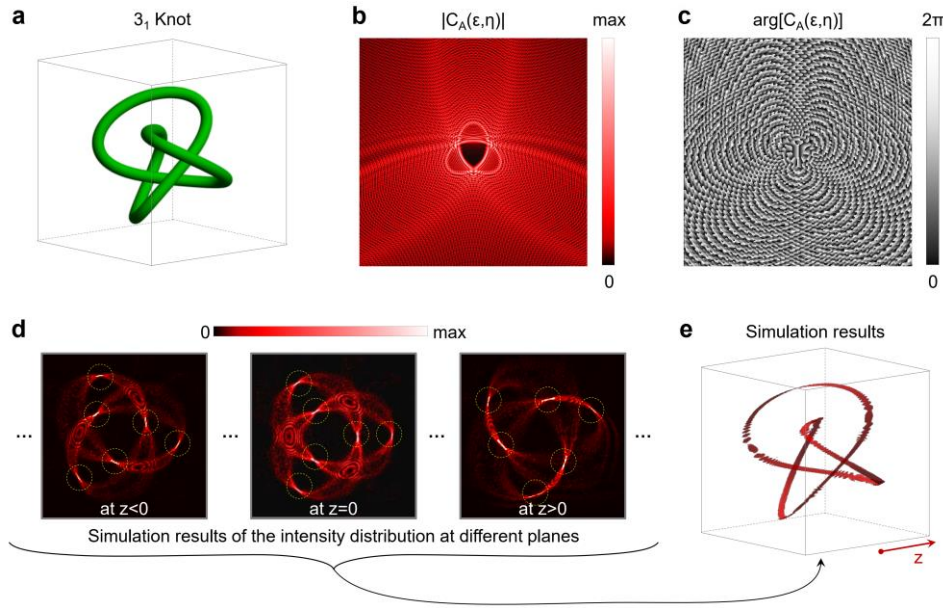 a
3₁ Knot
b
|C_A(ε,η)|
max
0
c
arg[C_A(ε,η)]
2π
0
d
0
max
...
at z<0
...
at z=0
...
at z>0
...
Simulation results of the intensity distribution at different planes
e
Simulation results
z